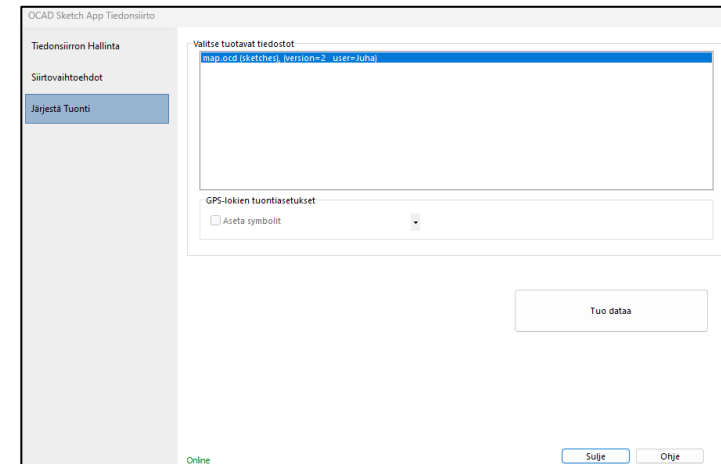 OCAD Sketch App Tiedonsiirto
Tiedonsiirron Hallinta
Siirtovaihtoehdot
Järjestä Tuonti
Valitse tuotavat tiedostot
map.ocd (sketches), (version=2 user=Juha)
GPS-lokien tuontiasetukset
Aseta symbolit
Tuo dataa
Online
Sulje
Ohje